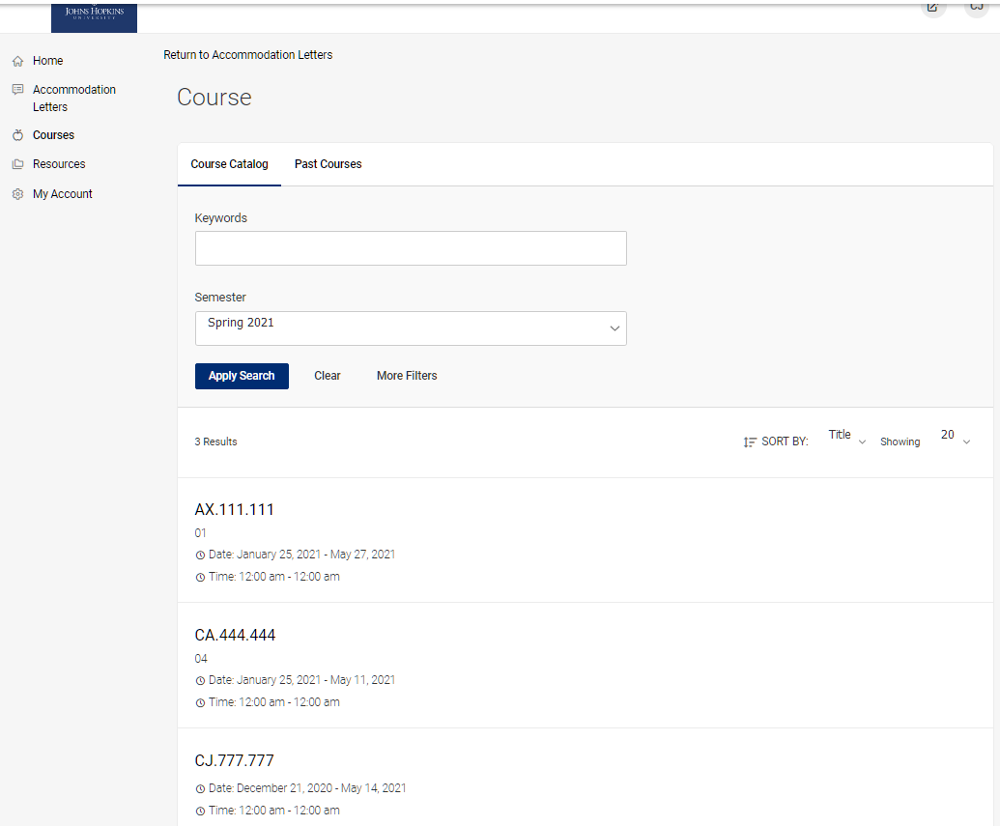 JOHNS HOPKINS
UNIVERSITY
CJ
Home
Accommodation
Letters
Courses
Resources
My Account
Return to Accommodation Letters
Course
Course Catalog Past Courses
Keywords
Semester
Spring 2021
Apply Search Clear More Filters
3 Results SORT BY: Title Showing 20
AX.111.111
01
Date: January 25, 2021 - May 27, 2021
Time: 12:00 am - 12:00 am
CA.444.444
04
Date: January 25, 2021 - May 11, 2021
Time: 12:00 am - 12:00 am
CJ.777.777
Date: December 21, 2020 - May 14, 2021
Time: 12:00 am - 12:00 am